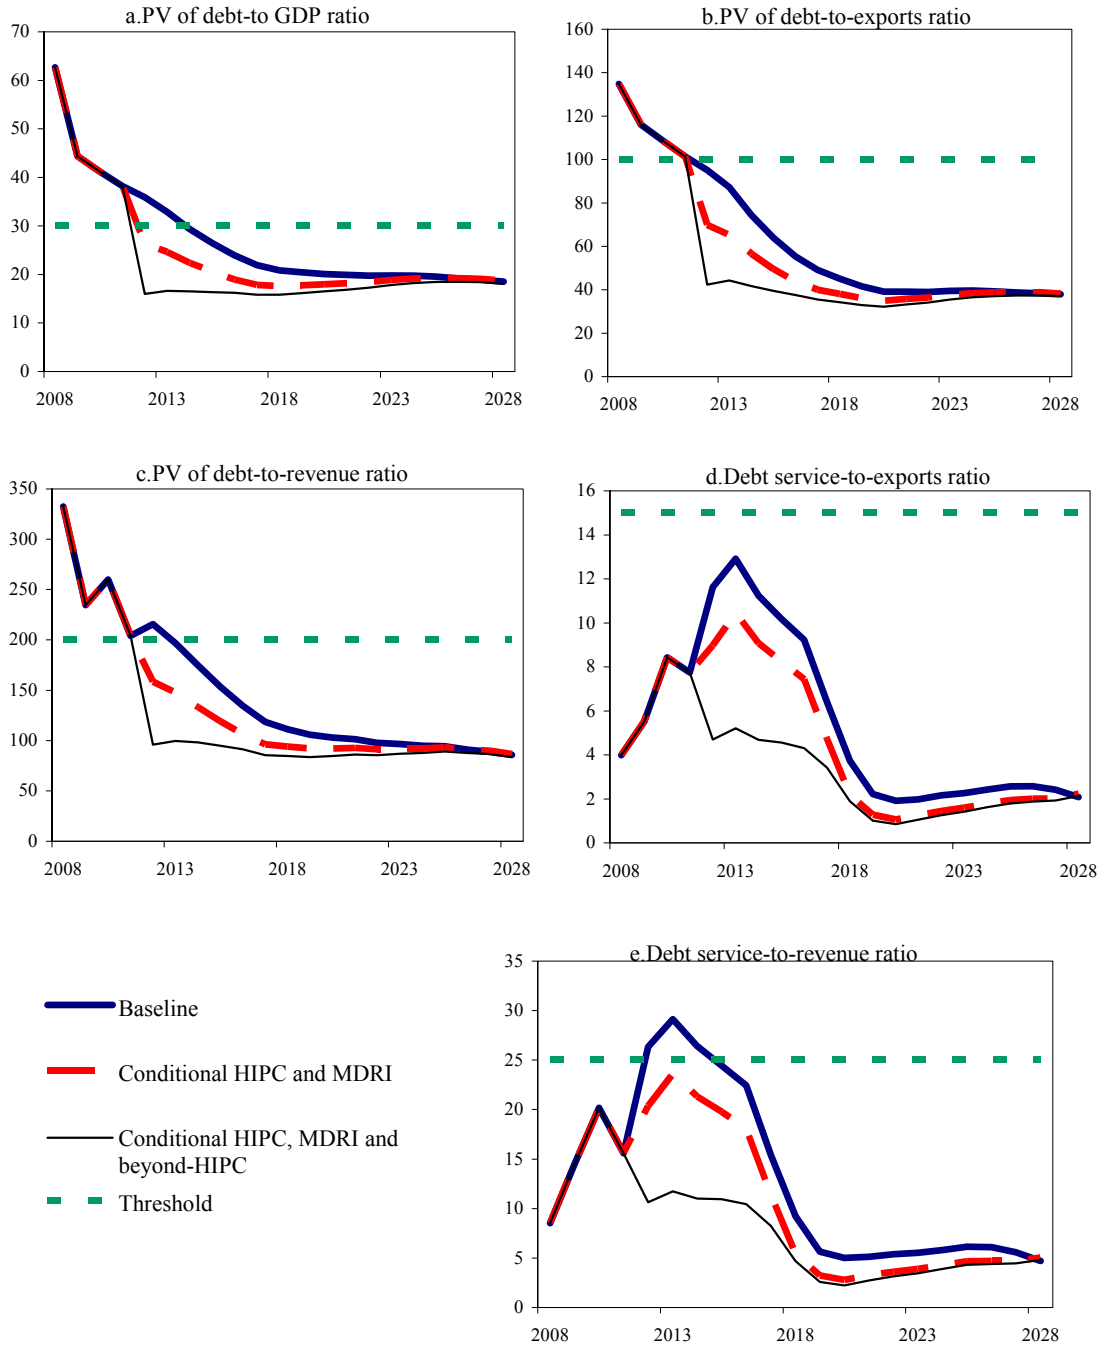 a.PV of debt-to GDP ratio
70
60
50
40
30
20
10
0
2008 2013 2018 2023 2028
b.PV of debt-to-exports ratio
160
140
120
100
80
60
40
20
0
2008 2013 2018 2023 2028
c.PV of debt-to-revenue ratio
350
300
250
200
150
100
50
0
2008 2013 2018 2023 2028
d.Debt service-to-exports ratio
16
14
12
10
8
6
4
2
0
2008 2013 2018 2023 2028
e.Debt service-to-revenue ratio
35
30
25
20
15
10
5
0
2008 2013 2018 2023 2028
Baseline
Conditional HIPC and MDRI
Conditional HIPC, MDRI and
beyond-HIPC
Threshold